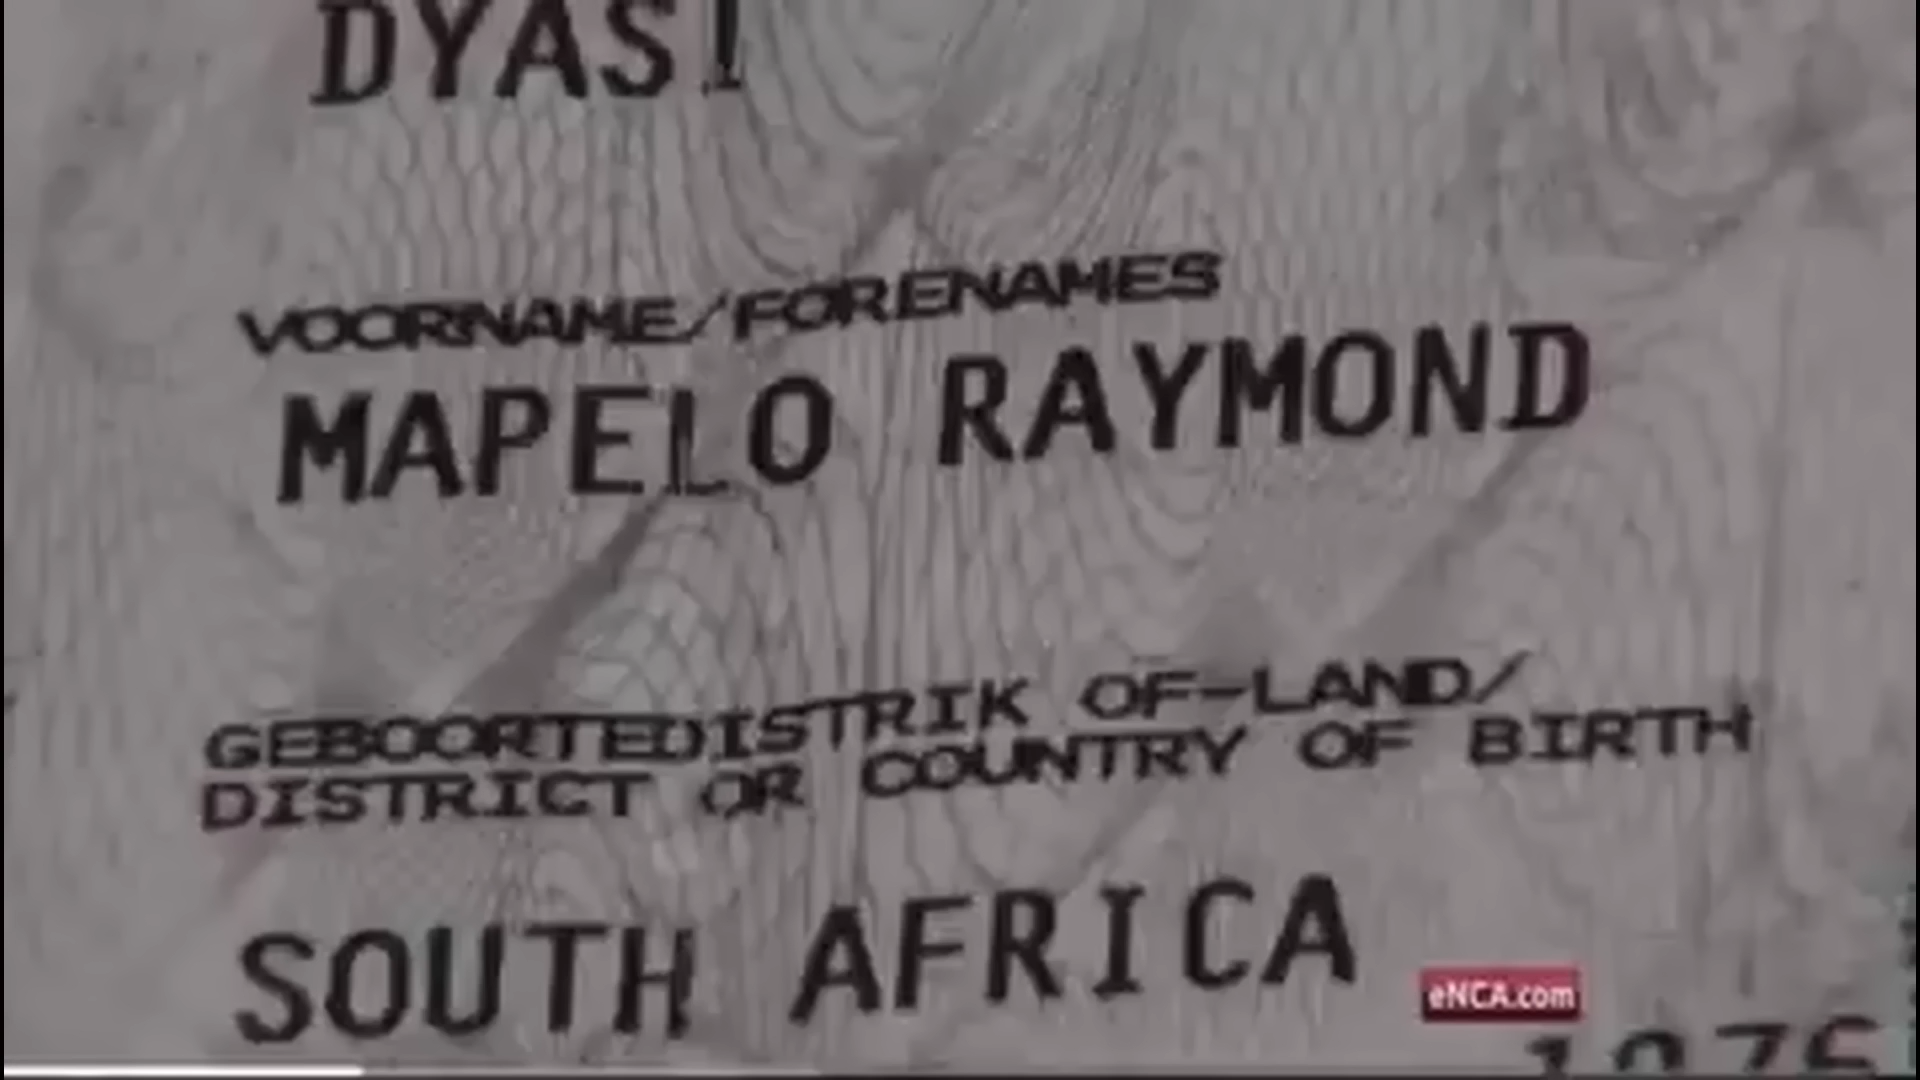 DYASI
VOORNAME/FORENAMES
MAPELO RAYMOND
GEBOORTEDISTRIK OF-LAND/
DISTRICT OR COUNTRY OF BIRTH
SOUTH AFRICA
eNCA.com